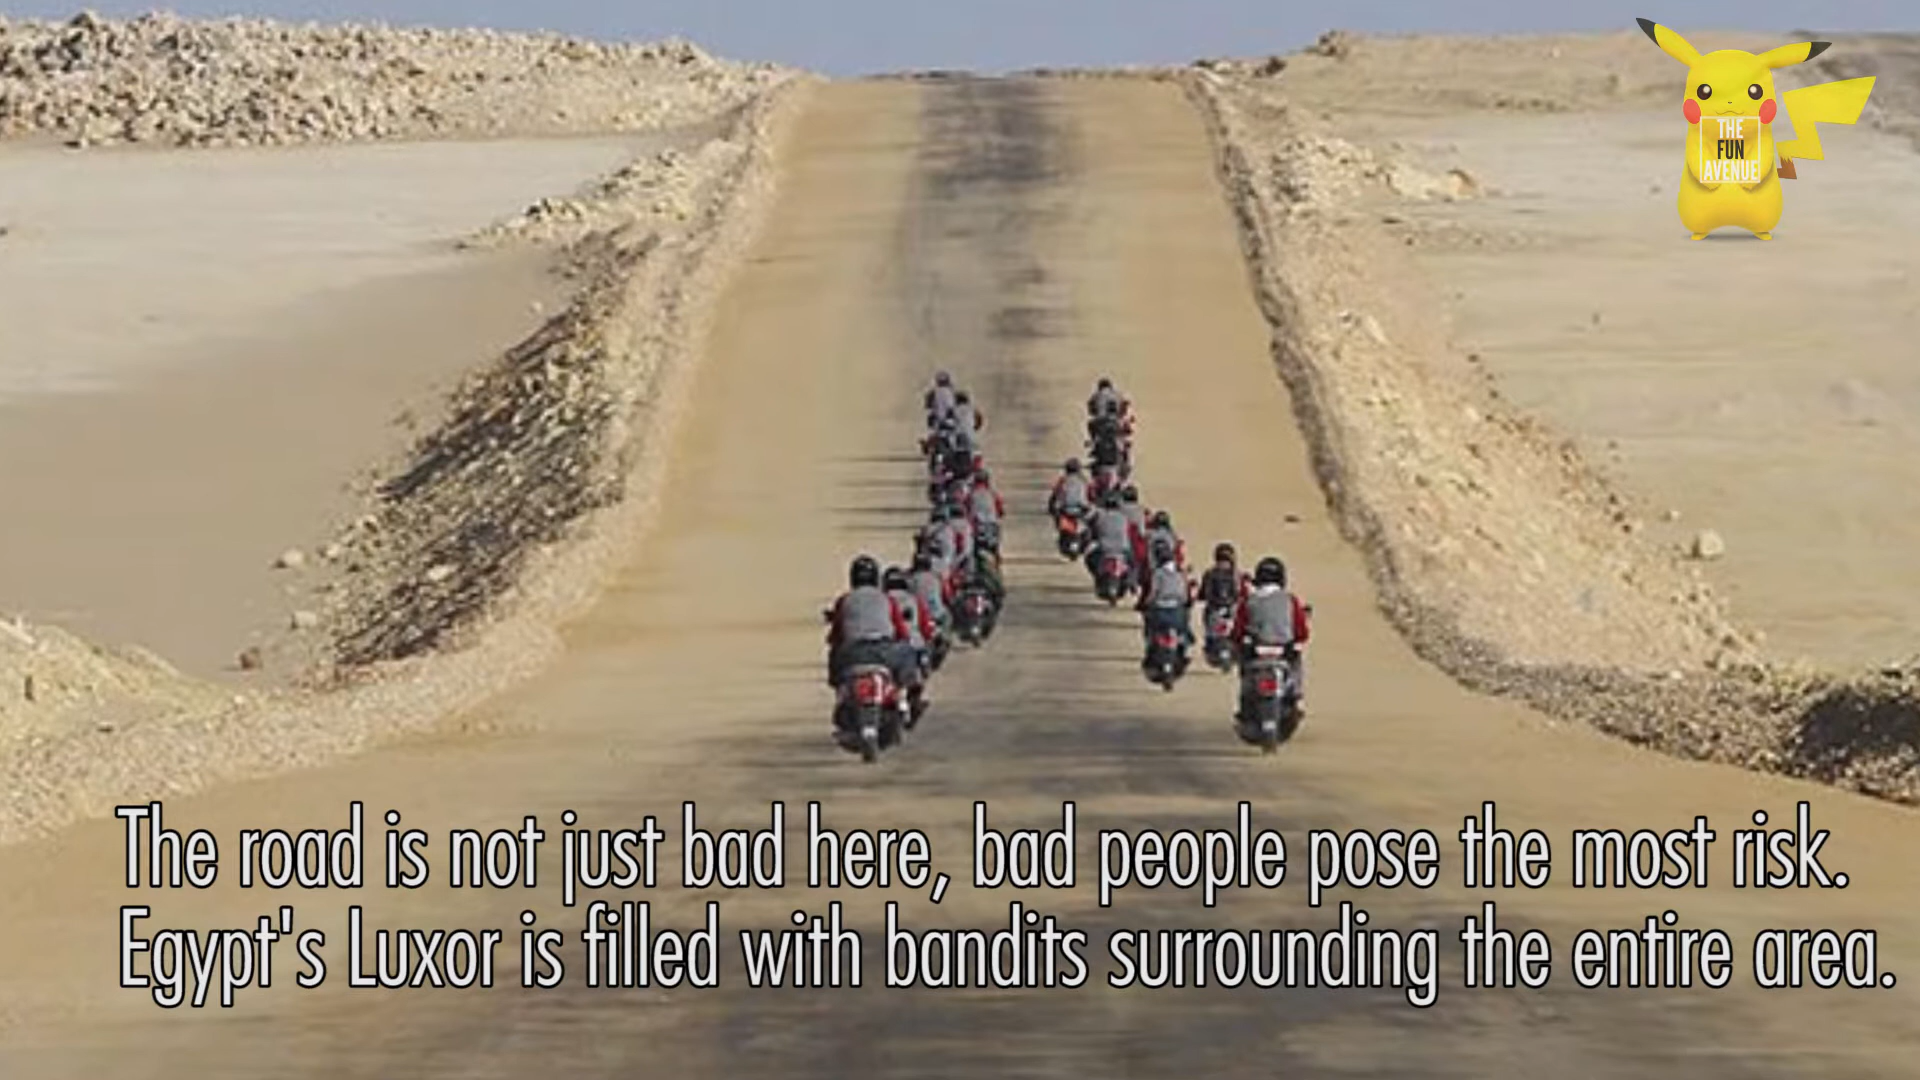 THE
FUN
AVENUE
The road is not just bad here, bad people pose the most risk.
Egypt's Luxor is filled with bandits surrounding the entire area.